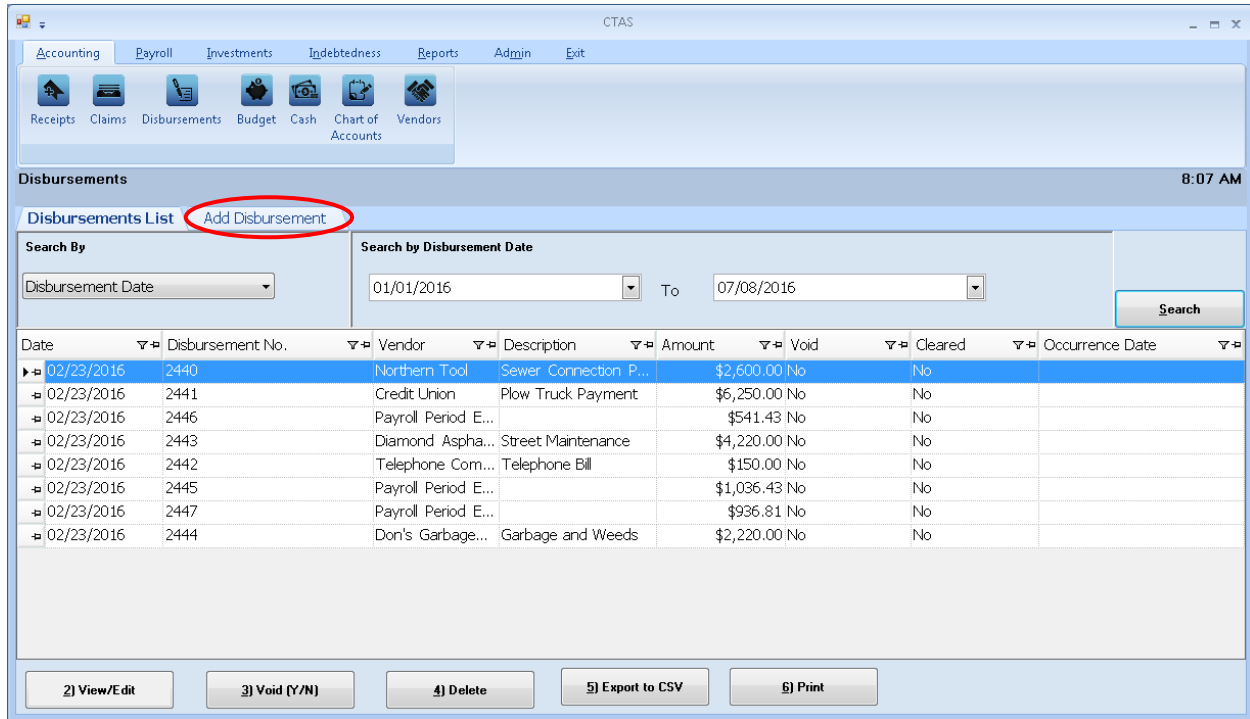 CTAS
Accounting Payroll Investments Indebtedness Reports Admin Exit
Receipts Claims Disbursements Budget Cash Chart of Accounts Vendors
Disbursements 8:07 AM
Disbursements List Add Disbursement
Search By Search by Disbursement Date
Disbursement Date 01/01/2016 To 07/08/2016
Search
Date Disbursement No. Vendor Description Amount Void Cleared Occurrence Date
02/23/2016 2440 Northern Tool Sewer Connection P... $2,600.00 No No
02/23/2016 2441 Credit Union Plow Truck Payment $6,250.00 No No
02/23/2016 2446 Payroll Period E... $541.43 No No
02/23/2016 2443 Diamond Aspha... Street Maintenance $4,220.00 No No
02/23/2016 2442 Telephone Com... Telephone Bill $150.00 No No
02/23/2016 2445 Payroll Period E... $1,036.43 No No
02/23/2016 2447 Payroll Period E... $936.81 No No
02/23/2016 2444 Don's Garbage... Garbage and Weeds $2,220.00 No No
2) View/Edit 3) Void (Y/N) 4) Delete 5) Export to CSV 6) Print